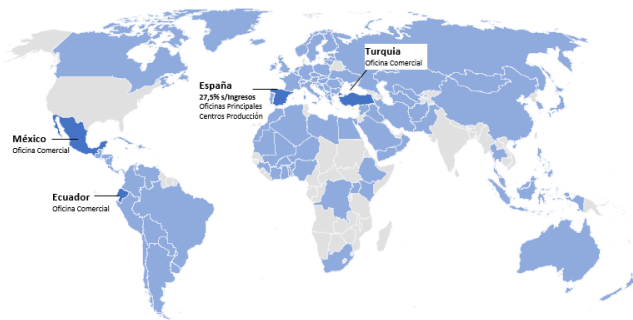 Turquia
Oficina Comercial
España
27,5% s/Ingresos
Oficinas Principales
Centros Producción
México
Oficina Comercial
Ecuador
Oficina Comercial